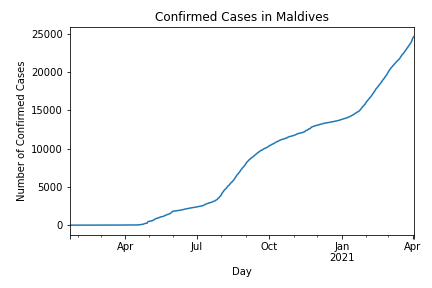 Confirmed Cases in Maldives
25000
20000
15000
10000
5000
0
Number of Confirmed Cases
Apr Jul Oct Jan Apr
2021
Day